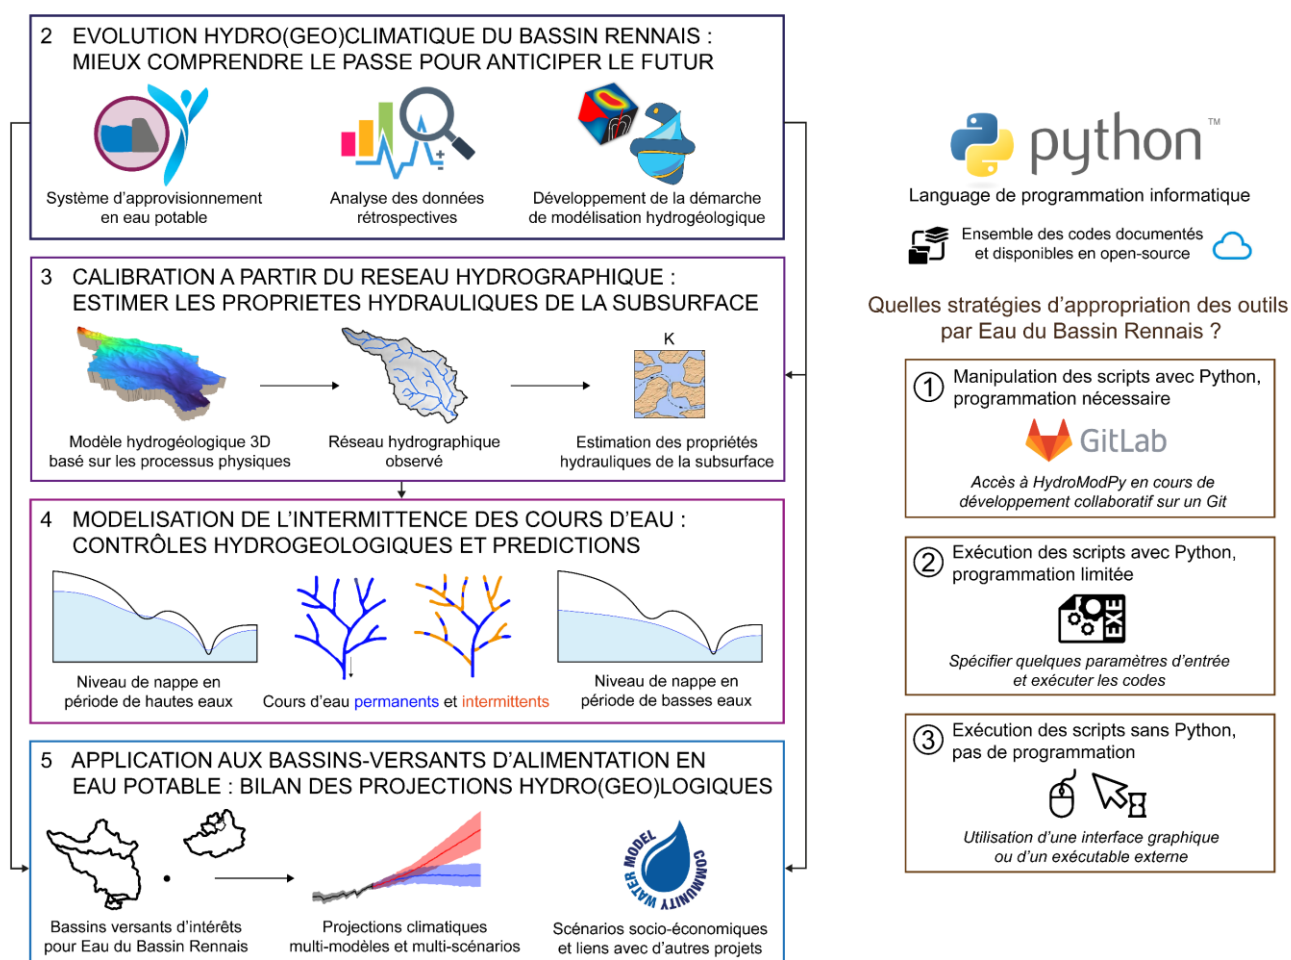 2 EVOLUTION HYDRO(GEO)CLIMATIQUE DU BASSIN RENNAIS :
MIEUX COMPRENDRE LE PASSE POUR ANTICIPER LE FUTUR
Système d'approvisionnement
en eau potable
Analyse des données
rétrospectives
Développement de la démarche
de modélisation hydrogéologique
3 CALIBRATION A PARTIR DU RESEAU HYDROGRAPHIQUE :
ESTIMER LES PROPRIETES HYDRAULIQUES DE LA SUBSURFACE
K
Modèle hydrogéologique 3D
basé sur les processus physiques
Réseau hydrographique
observé
Estimation des propriétés
hydrauliques de la subsurface
4 MODELISATION DE L'INTERMITTENCE DES COURS D'EAU :
CONTRÔLES HYDROGEOLOGIQUES ET PREDICTIONS
Niveau de nappe en
période de hautes eaux
Cours d'eau permanents et intermittents
Niveau de nappe en
période de basses eaux
5 APPLICATION AUX BASSINS-VERSANTS D'ALIMENTATION EN
EAU POTABLE : BILAN DES PROJECTIONS HYDRO(GEO)LOGIQUES
Bassins versants d'intérêts
pour Eau du Bassin Rennais
Projections climatiques
multi-modèles et multi-scénarios
COMMUNITY WATER MODEL
Scénarios socio-économiques
et liens avec d'autres projets
python™
Language de programmation informatique
Ensemble des codes documentés
et disponibles en open-source
Quelles stratégies d'appropriation des outils
par Eau du Bassin Rennais ?
1 Manipulation des scripts avec Python,
programmation nécessaire
GitLab
Accès à HydroModPy en cours de
développement collaboratif sur un Git
2 Exécution des scripts avec Python,
programmation limitée
EXE
Spécifier quelques paramètres d'entrée
et exécuter les codes
3 Exécution des scripts sans Python,
pas de programmation
Utilisation d'une interface graphique
ou d'un exécutable externe